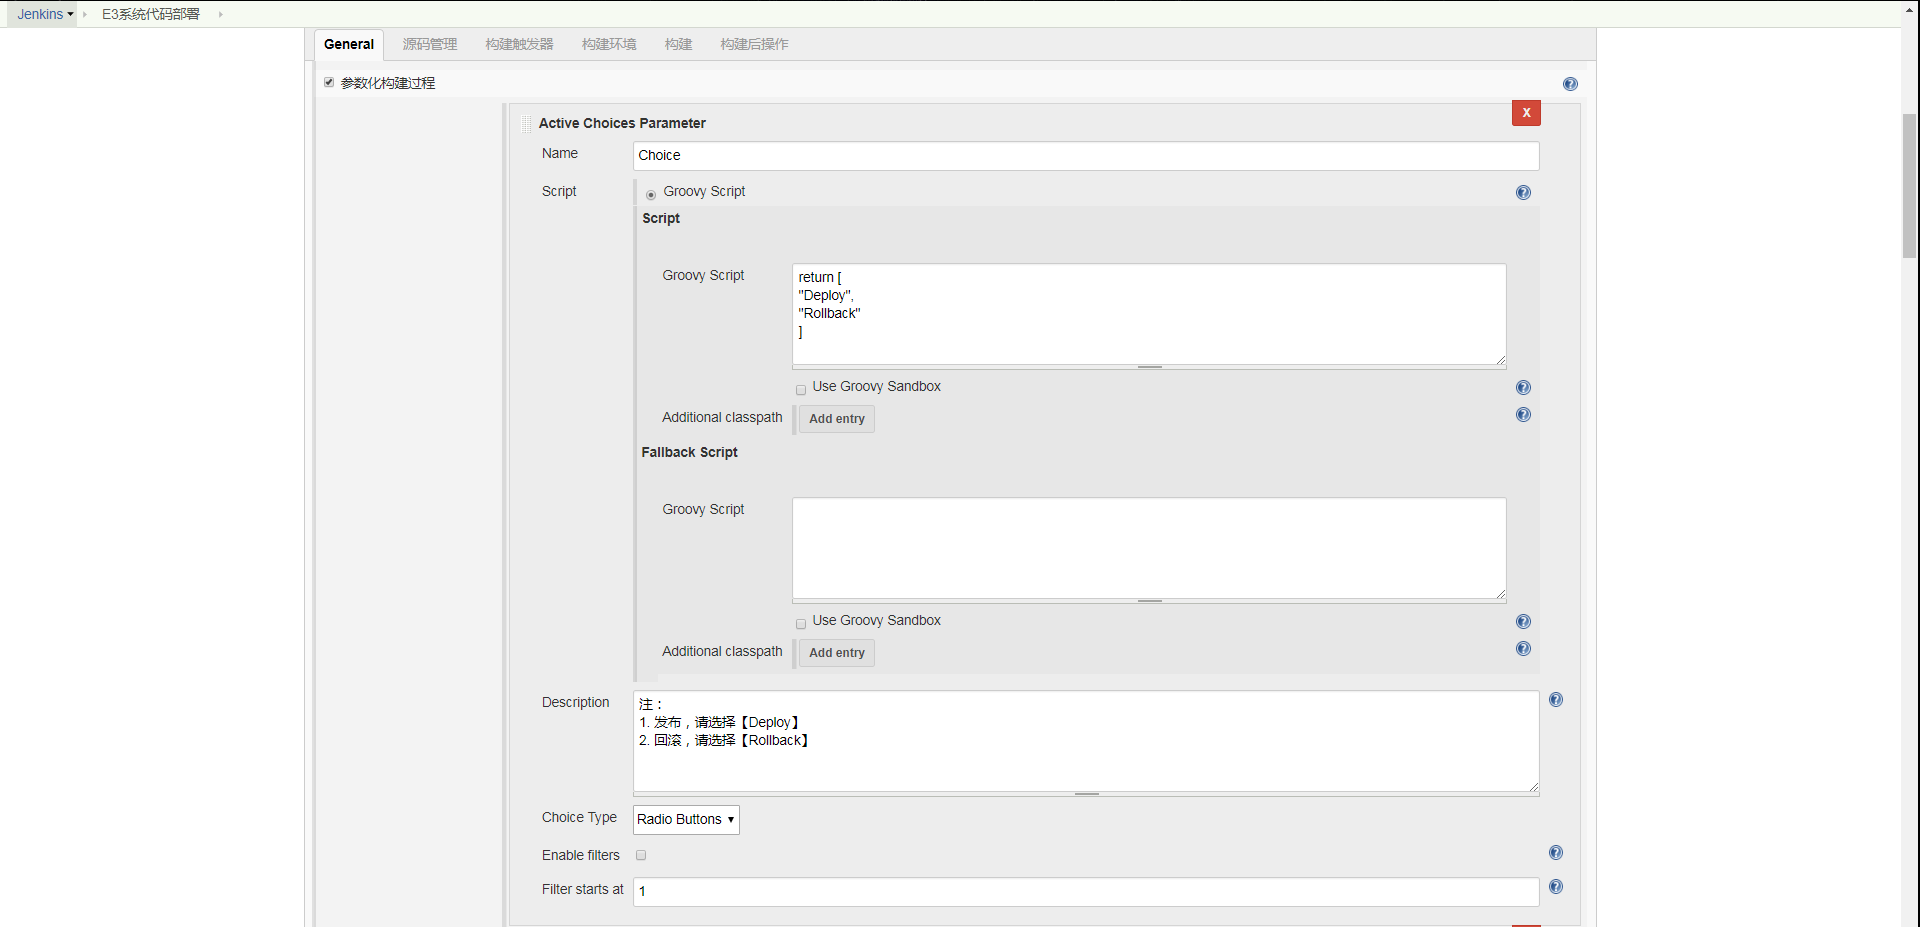 Jenkins
E3系统代码部署
General 源码管理 构建触发器 构建环境 构建 构建后操作
参数化构建过程
X
Active Choices Parameter
Name
Choice
Script
Groovy Script
Script
Groovy Script
return [
"Deploy",
"Rollback"
]
Use Groovy Sandbox
Additional classpath
Add entry
Fallback Script
Groovy Script
Use Groovy Sandbox
Additional classpath
Add entry
Description
注：
1. 发布，请选择【Deploy】
2. 回滚，请选择【Rollback】
Choice Type
Radio Buttons
Enable filters
Filter starts at
1